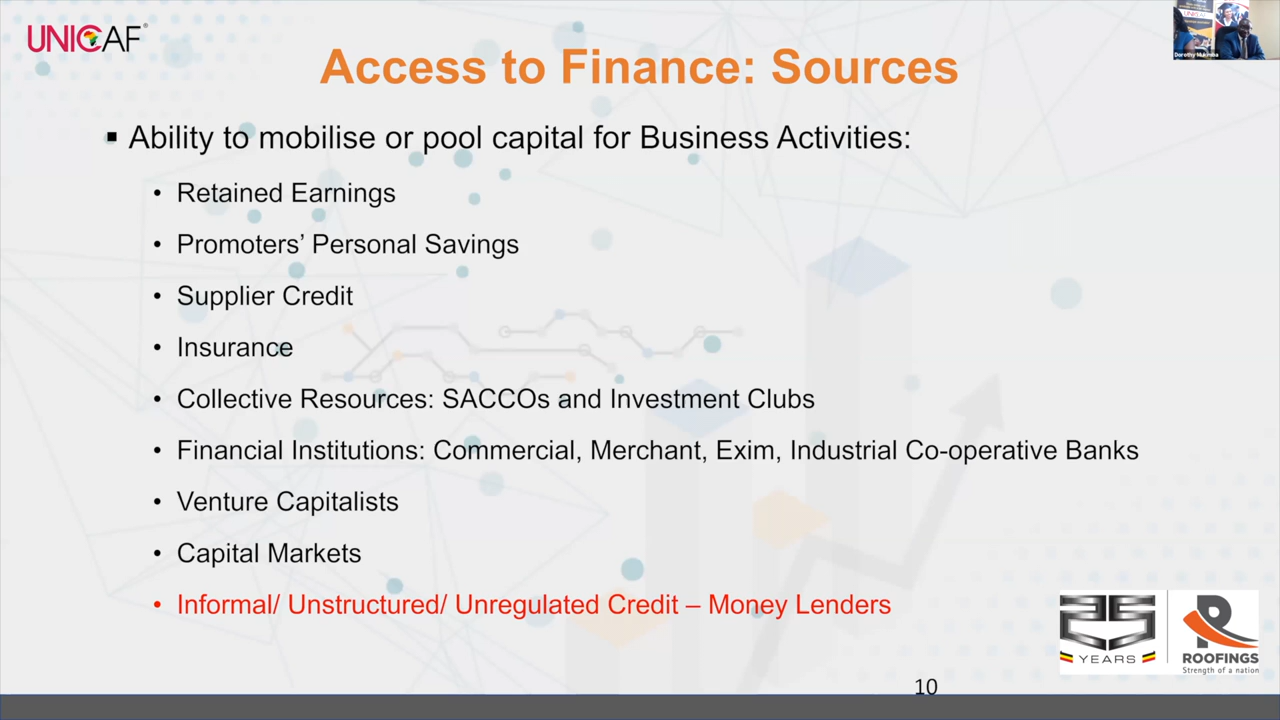 UNICAF
Access to Finance: Sources
▪ Ability to mobilise or pool capital for Business Activities:
• Retained Earnings
• Promoters’ Personal Savings
• Supplier Credit
• Insurance
• Collective Resources: SACCOs and Investment Clubs
• Financial Institutions: Commercial, Merchant, Exim, Industrial Co-operative Banks
• Venture Capitalists
• Capital Markets
• Informal/ Unstructured/ Unregulated Credit – Money Lenders
25
YEARS
ROOFINGS
Strength of a nation
10